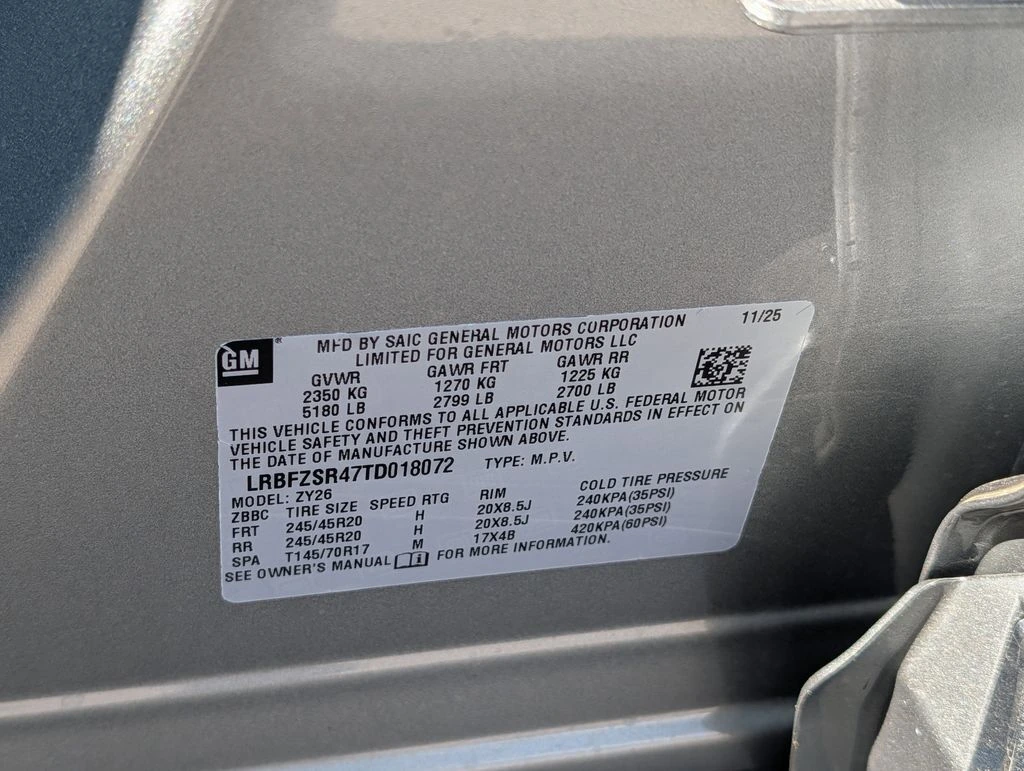 GM
MFD BY SAIC GENERAL MOTORS CORPORATION 11/25
LIMITED FOR GENERAL MOTORS LLC
GVWR GAWR FRT GAWR RR
2350 KG 1270 KG 1225 KG
5180 LB 2799 LB 2700 LB
THIS VEHICLE CONFORMS TO ALL APPLICABLE U.S. FEDERAL MOTOR
VEHICLE SAFETY AND THEFT PREVENTION STANDARDS IN EFFECT ON
THE DATE OF MANUFACTURE SHOWN ABOVE.
LRBFZSR47TD018072 TYPE: M.P.V.
MODEL: ZY26
ZBBC TIRE SIZE SPEED RTG RIM COLD TIRE PRESSURE
FRT 245/45R20 H 20X8.5J 240KPA(35PSI)
RR 245/45R20 H 20X8.5J 240KPA(35PSI)
SPA T145/70R17 M 17X4B 420KPA(60PSI)
SEE OWNER'S MANUAL FOR MORE INFORMATION.